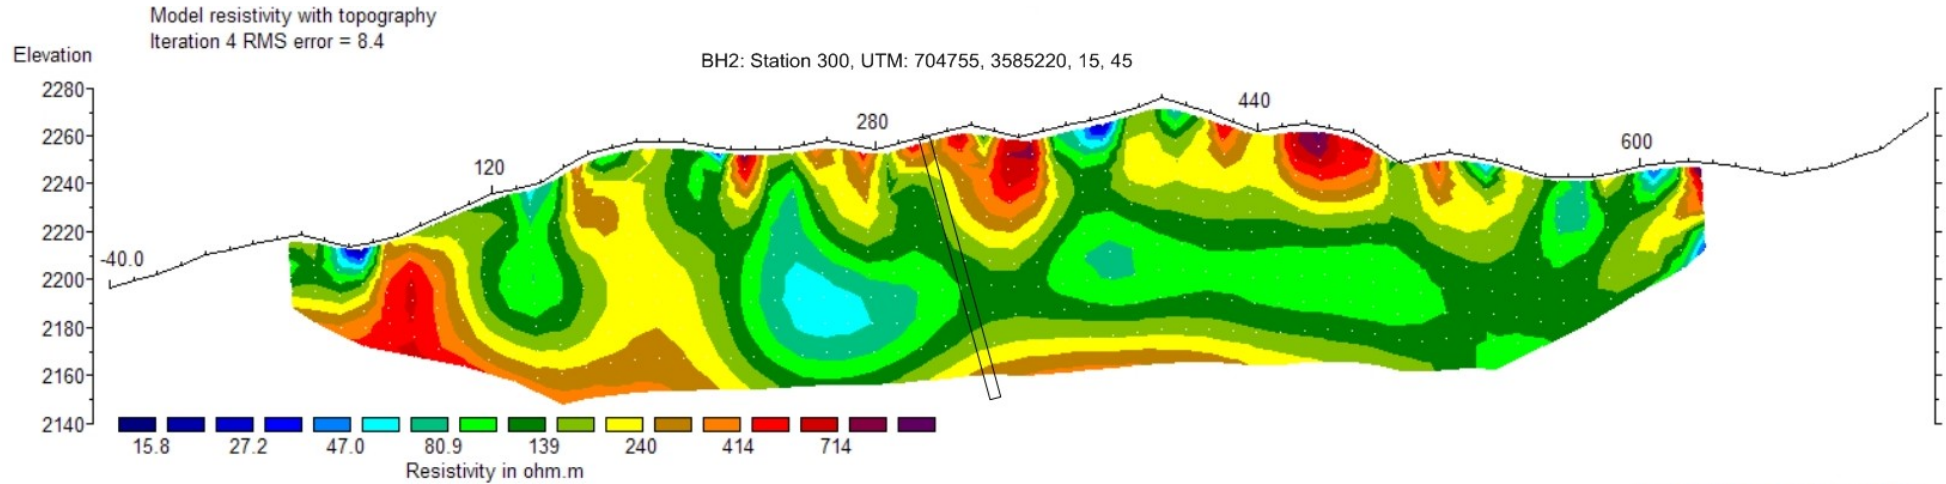 Model resistivity with topography
Iteration 4 RMS error = 8.4
Elevation
BH2: Station 300, UTM: 704755, 3585220, 15, 45
2280
2260
2240
2220
2200
2180
2160
2140
-40.0
120
280
440
600
15.8 27.2 47.0 80.9 139 240 414 714
Resistivity in ohm.m